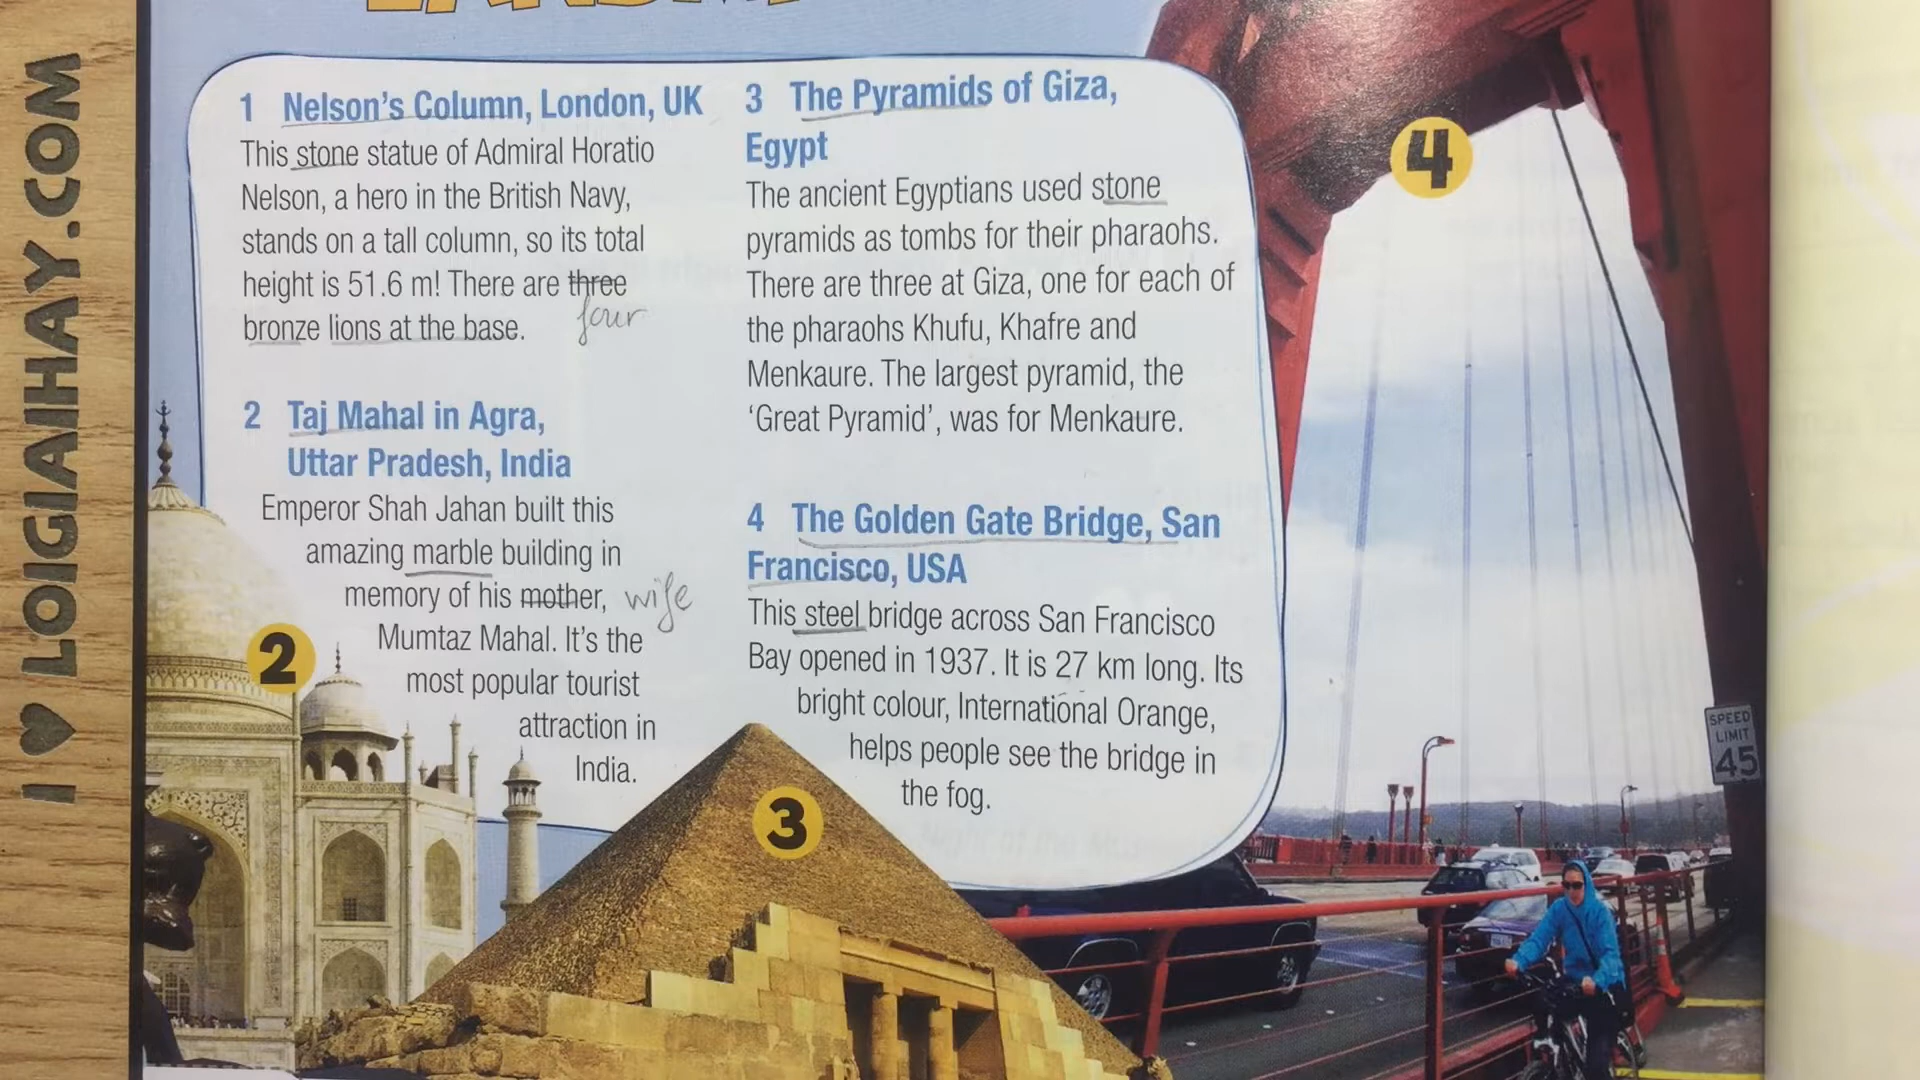 I ♥ LOIGIAIHAY.COM
1 Nelson's Column, London, UK
This stone statue of Admiral Horatio
Nelson, a hero in the British Navy,
stands on a tall column, so its total
height is 51.6 m! There are three
four
bronze lions at the base.
2 Taj Mahal in Agra,
Uttar Pradesh, India
Emperor Shah Jahan built this
amazing marble building in
memory of his mother, wife
Mumtaz Mahal. It's the
most popular tourist
attraction in
India.
2
3 The Pyramids of Giza,
Egypt
The ancient Egyptians used stone
pyramids as tombs for their pharaohs.
There are three at Giza, one for each of
the pharaohs Khufu, Khafre and
Menkaure. The largest pyramid, the
'Great Pyramid', was for Menkaure.
4 The Golden Gate Bridge, San
Francisco, USA
This steel bridge across San Francisco
Bay opened in 1937. It is 27 km long. Its
bright colour, International Orange,
helps people see the bridge in
the fog.
3
4
SPEED
LIMIT
45